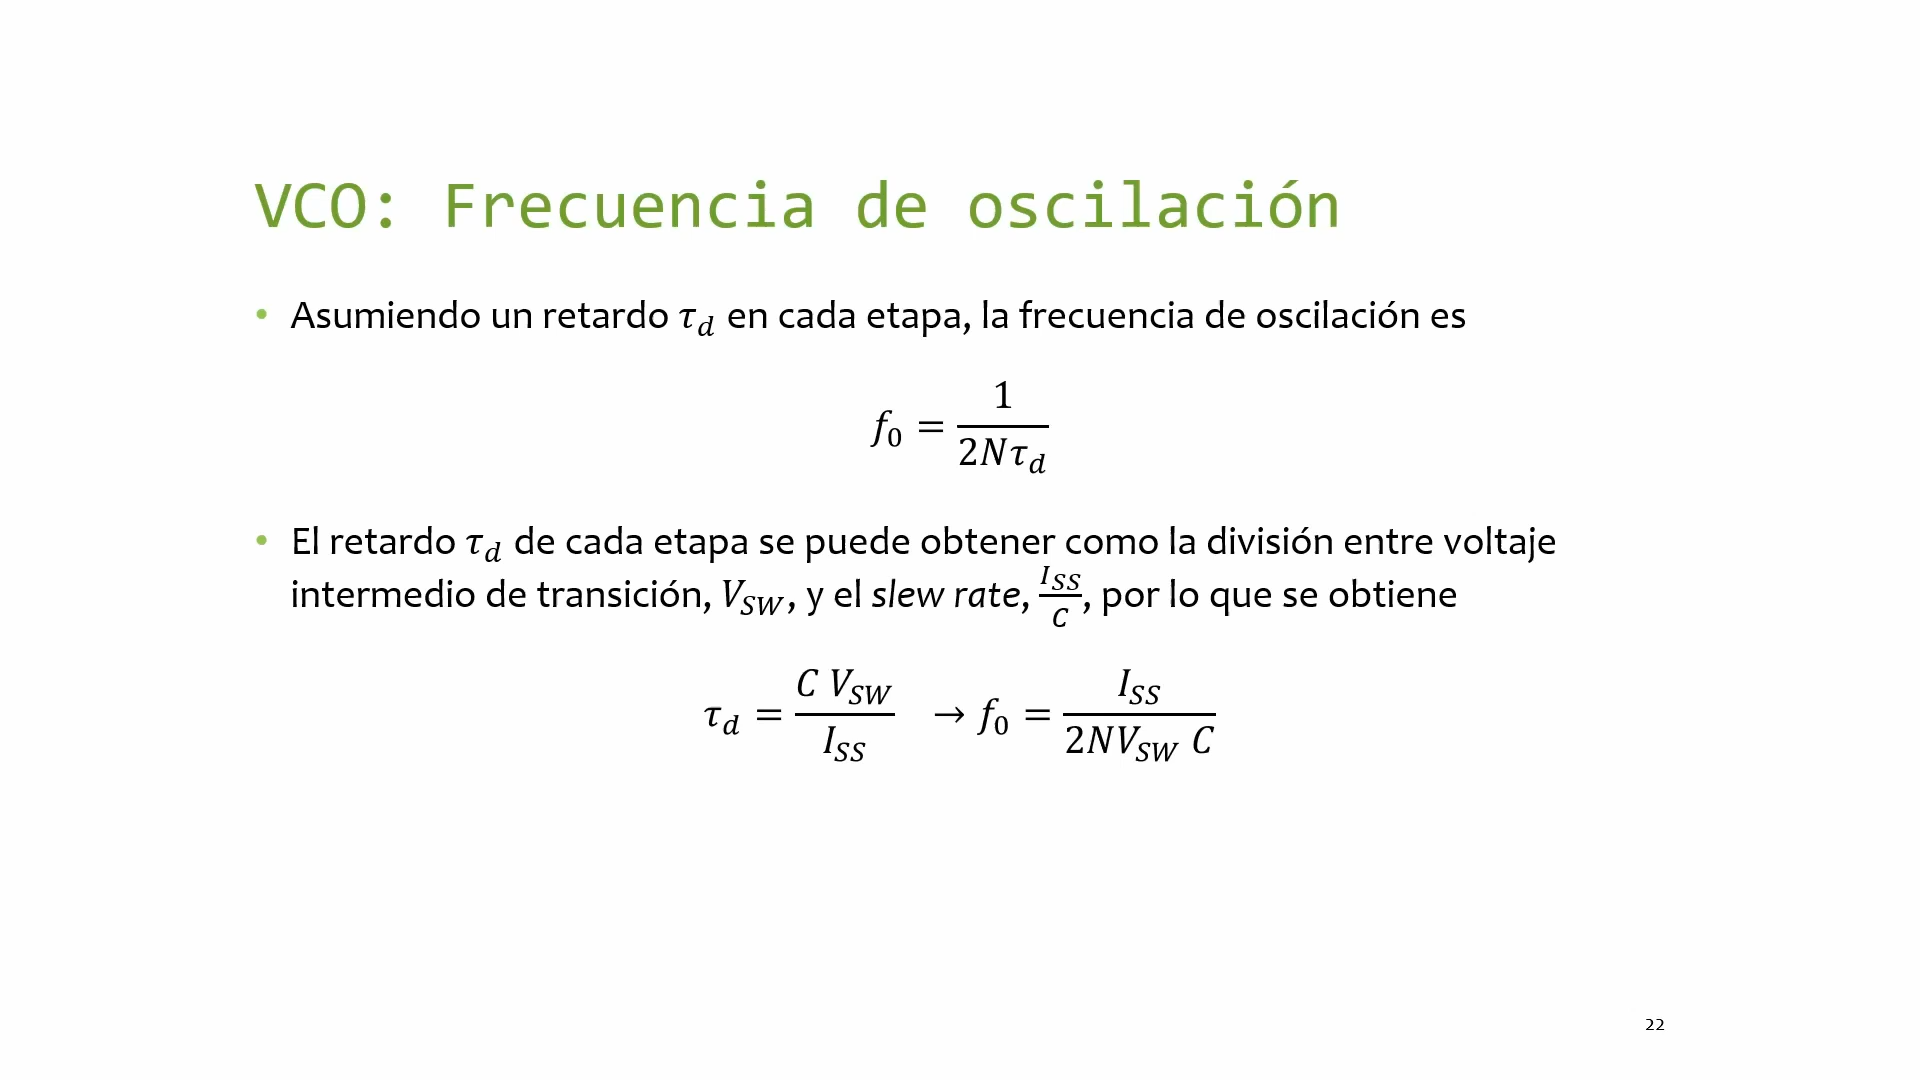 VCO: Frecuencia de oscilación
• Asumiendo un retardo τ_d en cada etapa, la frecuencia de oscilación es
f_0 = 1 / (2Nτ_d)
• El retardo τ_d de cada etapa se puede obtener como la división entre voltaje
intermedio de transición, V_SW, y el slew rate, I_SS/C, por lo que se obtiene
τ_d = (C V_SW) / I_SS → f_0 = I_SS / (2NV_SW C)
22